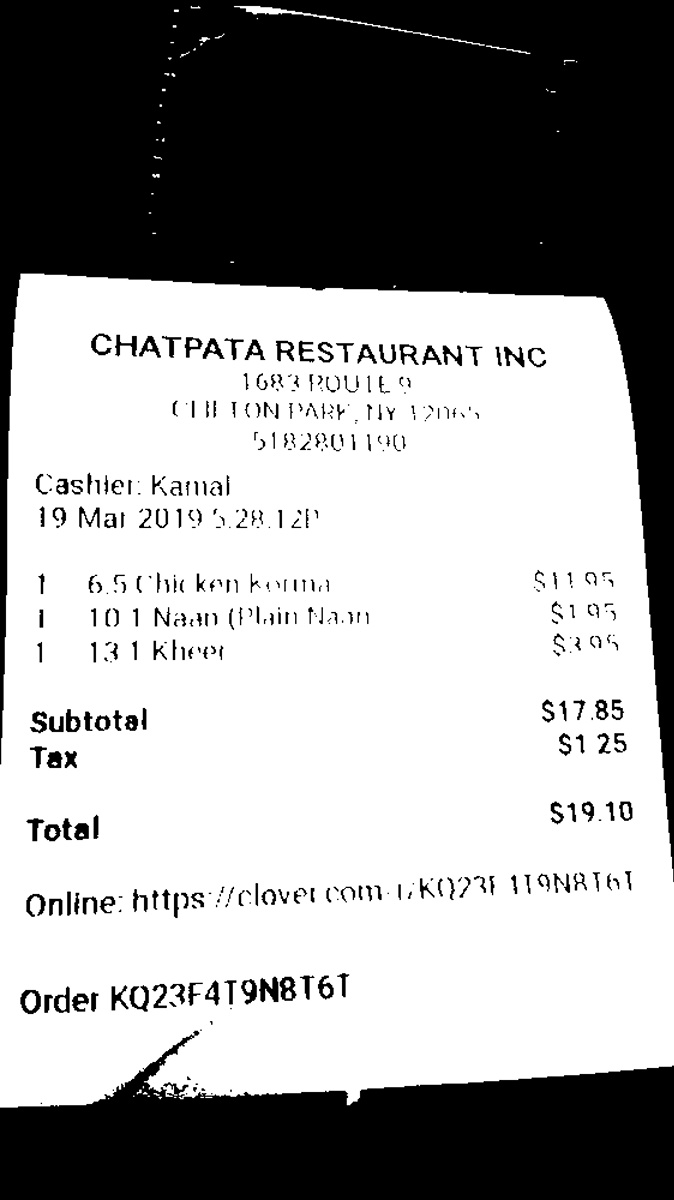 CHATPATA RESTAURANT INC
1683 ROUTE 9
CLIFTON PARK, NY 12065
5182801190
Cashier: Kamal
19 Mar 2019 5:28:12P
1 6.5 Chicken Korma $11.95
1 10.1 Naan (Plain Naan $1.95
1 13.1 Kheer $3.95
Subtotal $17.85
Tax $1.25
Total $19.10
Online: https://clover.com/r/KQ23F4T9N8T6T
Order KQ23F4T9N8T6T